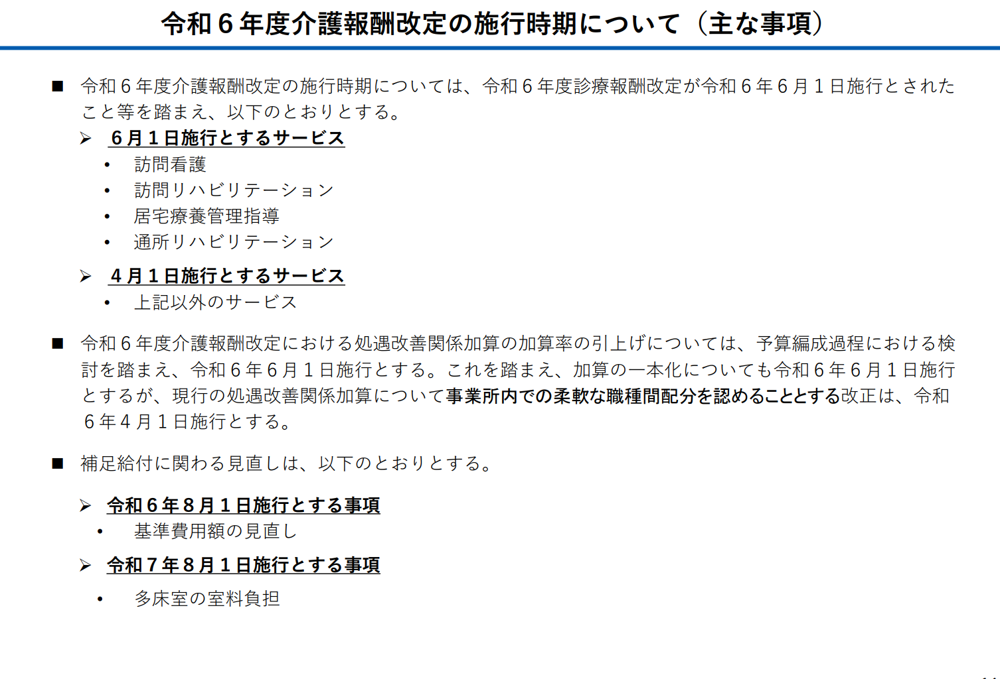 令和６年度介護報酬改定の施行時期について（主な事項）
■ 令和６年度介護報酬改定の施行時期については、令和６年度診療報酬改定が令和６年６月１日施行とされた
こと等を踏まえ、以下のとおりとする。
➢ ６月１日施行とするサービス
• 訪問看護
• 訪問リハビリテーション
• 居宅療養管理指導
• 通所リハビリテーション
➢ ４月１日施行とするサービス
• 上記以外のサービス
■ 令和６年度介護報酬改定における処遇改善関係加算の加算率の引上げについては、予算編成過程における検
討を踏まえ、令和６年６月１日施行とする。これを踏まえ、加算の一本化についても令和６年６月１日施行
とするが、現行の処遇改善関係加算について事業所内での柔軟な職種間配分を認めることとする改正は、令和
６年４月１日施行とする。
■ 補足給付に関わる見直しは、以下のとおりとする。
➢ 令和６年８月１日施行とする事項
• 基準費用額の見直し
➢ 令和７年８月１日施行とする事項
• 多床室の室料負担